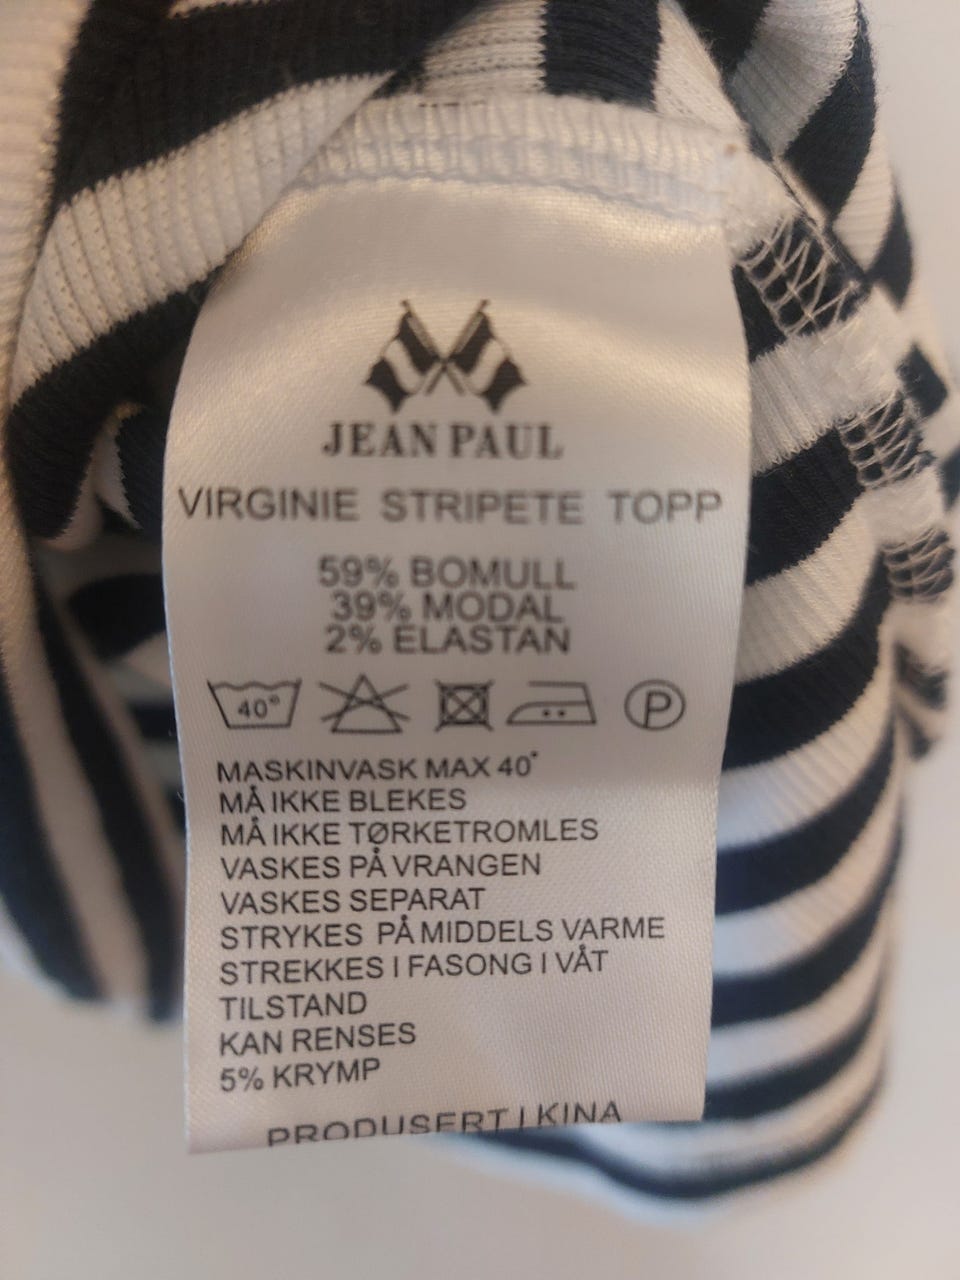 JEAN PAUL
VIRGINIE STRIPETE TOPP
59% BOMULL
39% MODAL
2% ELASTAN
40° P
MASKINVASK MAX 40°
MÅ IKKE BLEKES
MÅ IKKE TØRKETROMLES
VASKES PÅ VRANGEN
VASKES SEPARAT
STRYKES PÅ MIDDELS VARME
STREKKES I FASONG I VÅT
TILSTAND
KAN RENSES
5% KRYMP
PRODUSERT I KINA